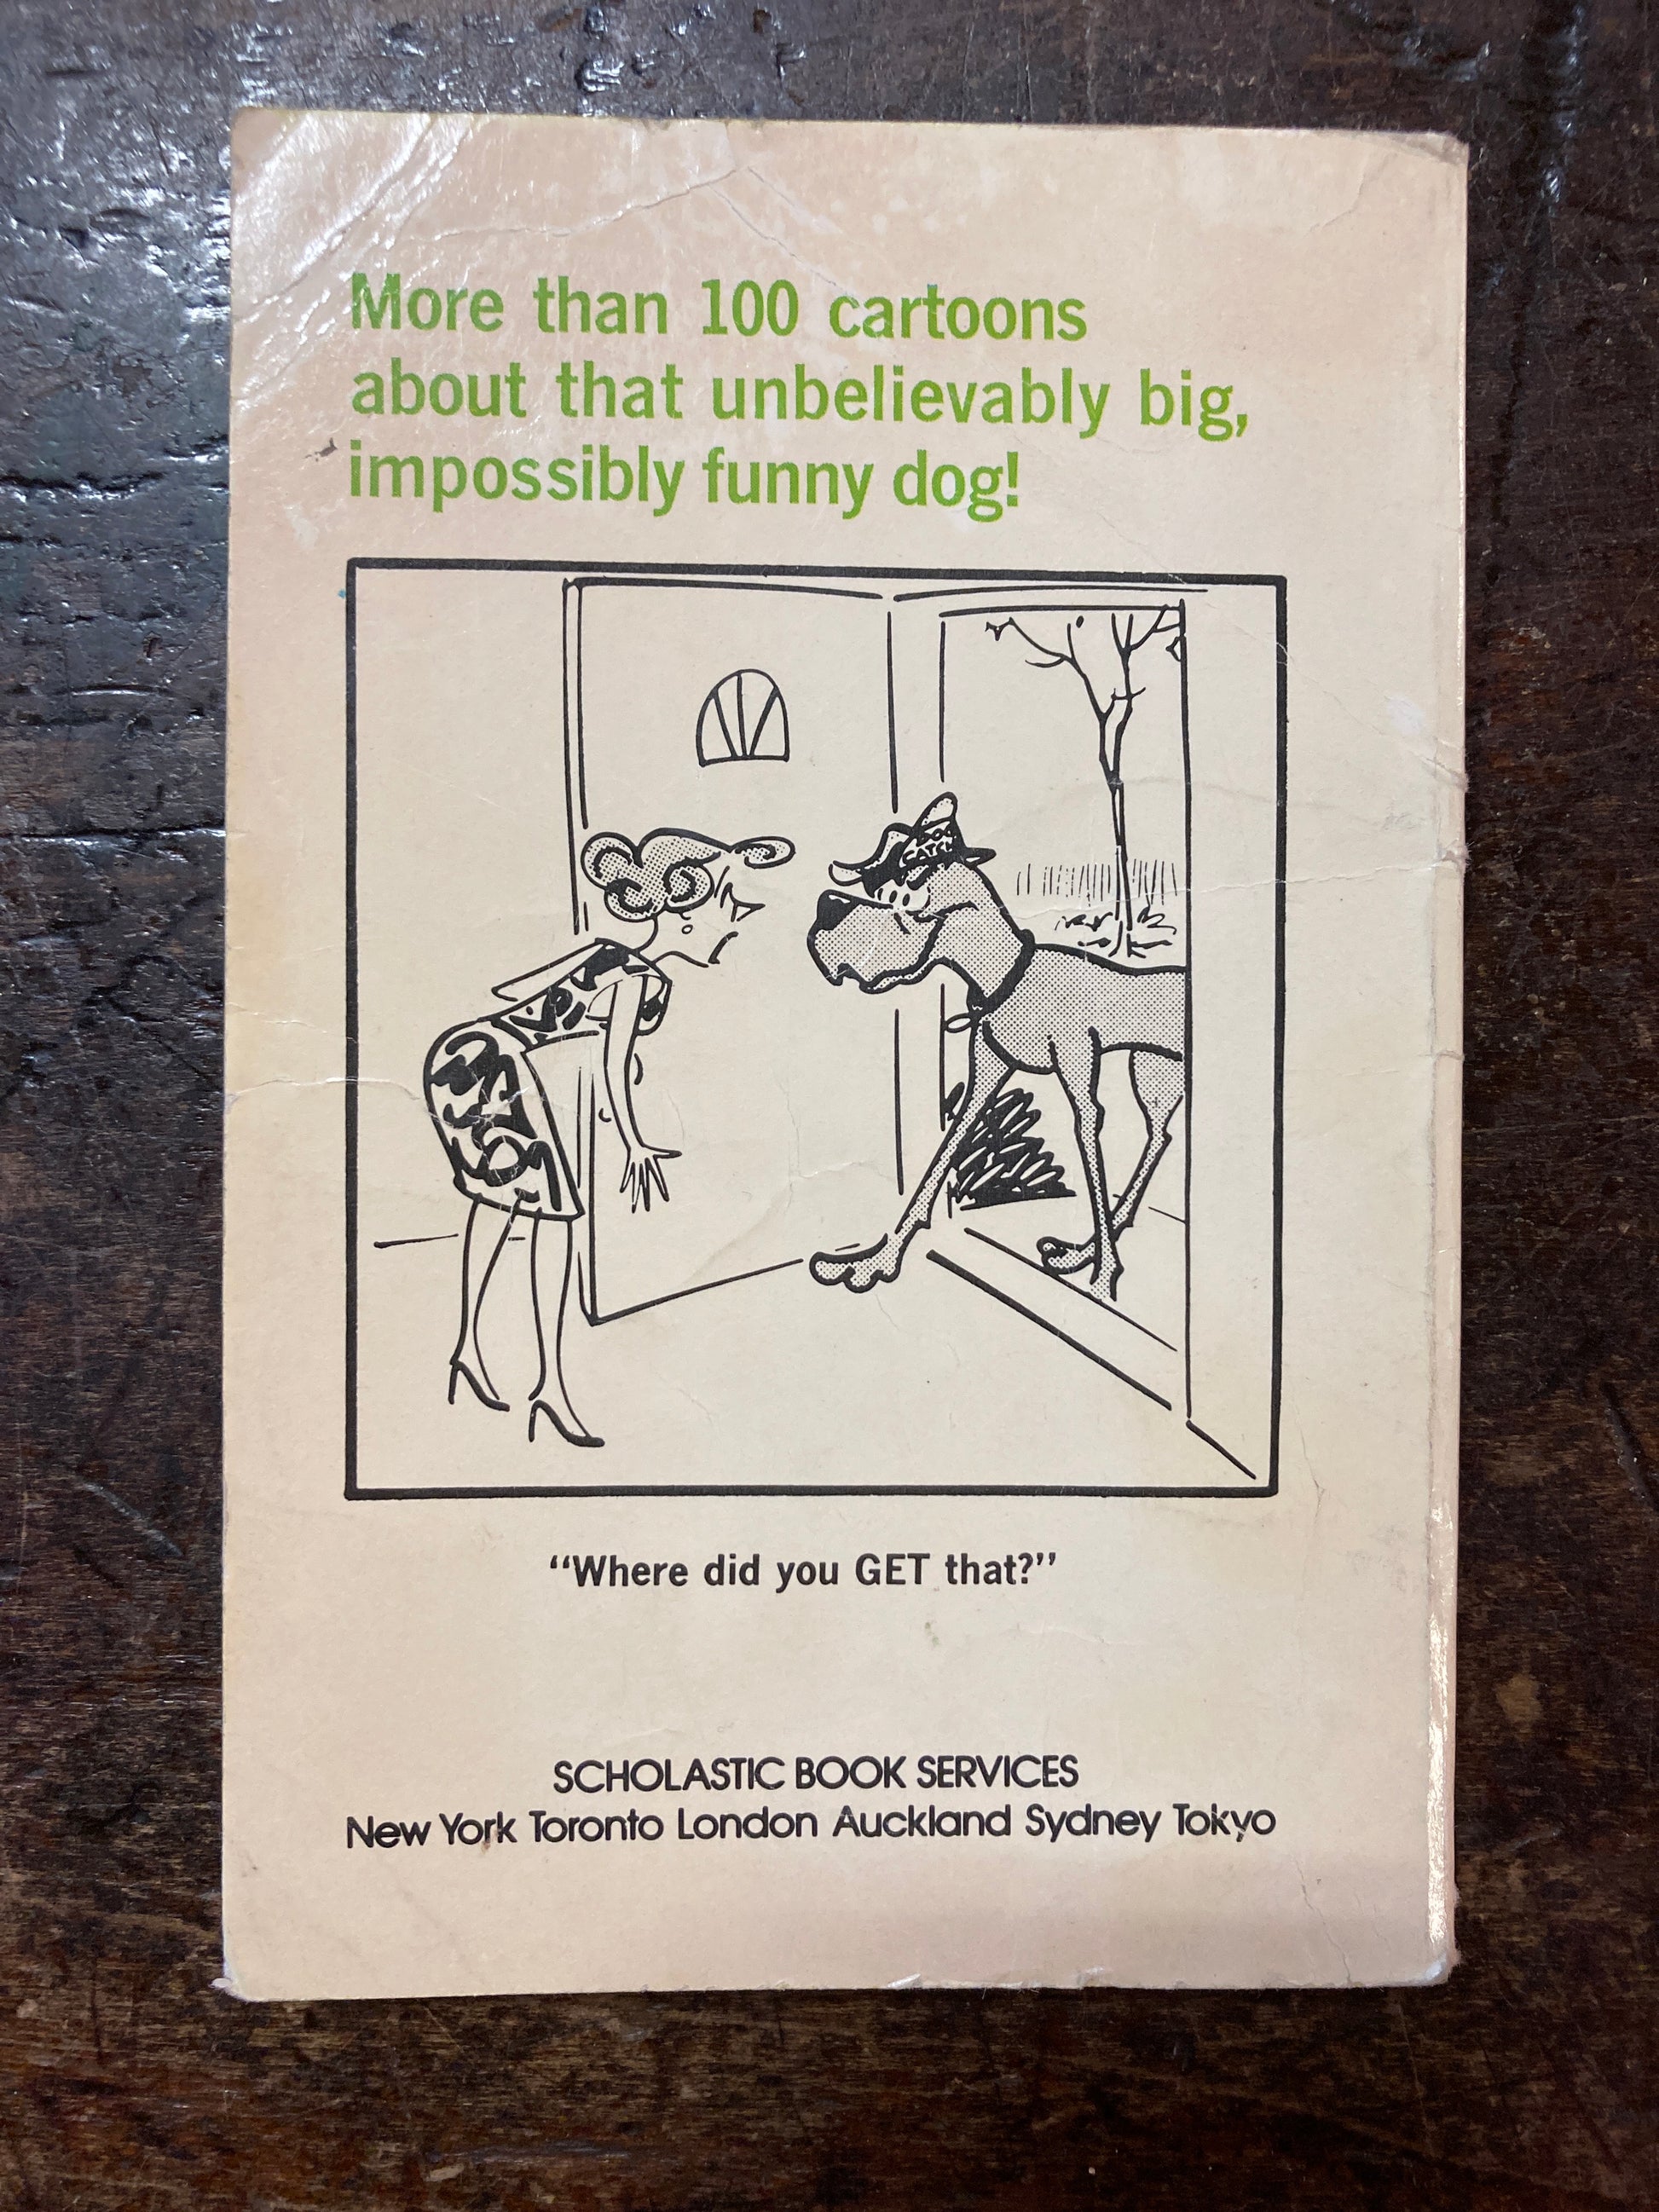 More than 100 cartoons
about that unbelievably big,
impossibly funny dog!
DOG
“Where did you GET that?”
SCHOLASTIC BOOK SERVICES
New York Toronto London Auckland Sydney Tokyo